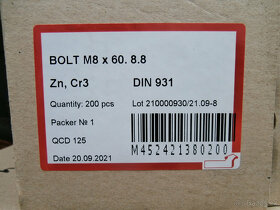 BOLT M8 x 60. 8.8
Zn, Cr3 DIN 931
Quantity: 200 pcs Lot 210000930/21.09-8
Packer № 1
QCD 125
Date 20.09.2021 M452421380200